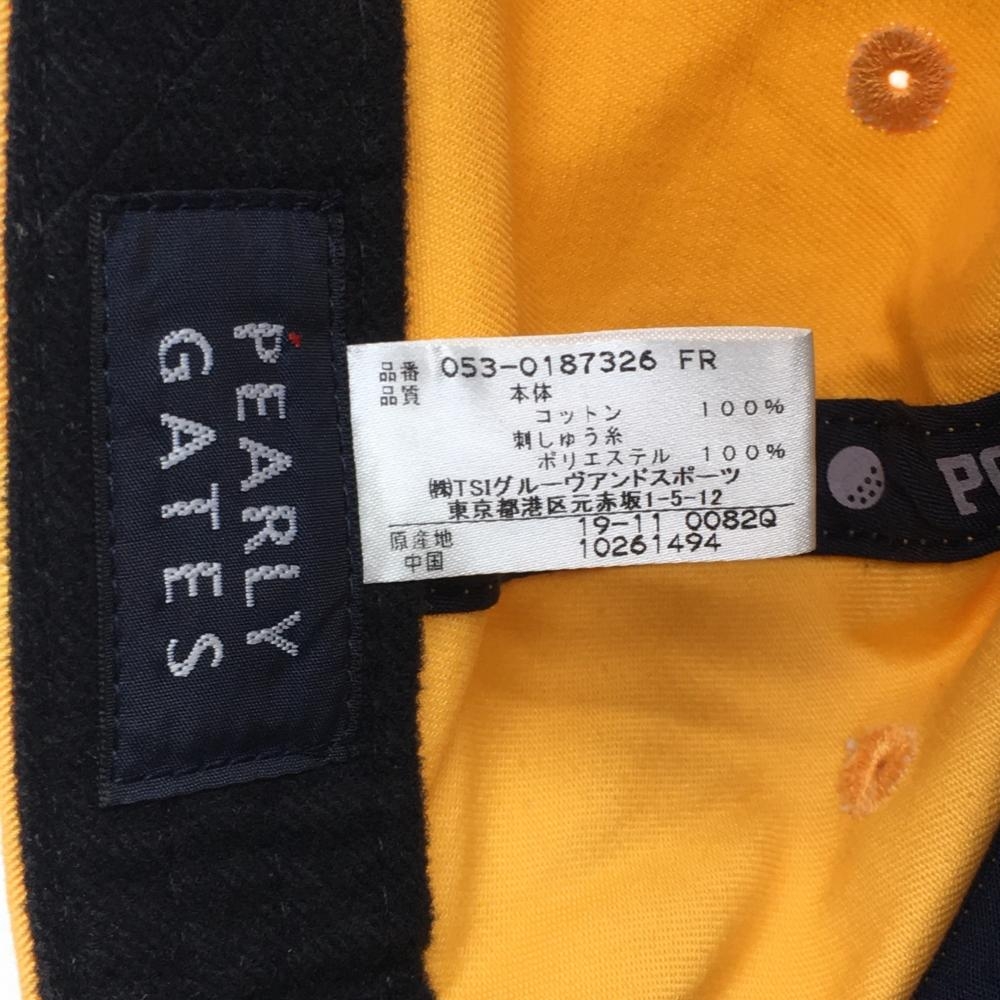 PEARLY
GATES
品番 053-0187326 FR
品質 本体
コットン 100%
刺しゅう糸
ポリエステル 100%
㈱TSIグルーヴアンドスポーツ
東京都港区元赤坂1-5-12
原産地 19-11 0082Q
中国 10261494